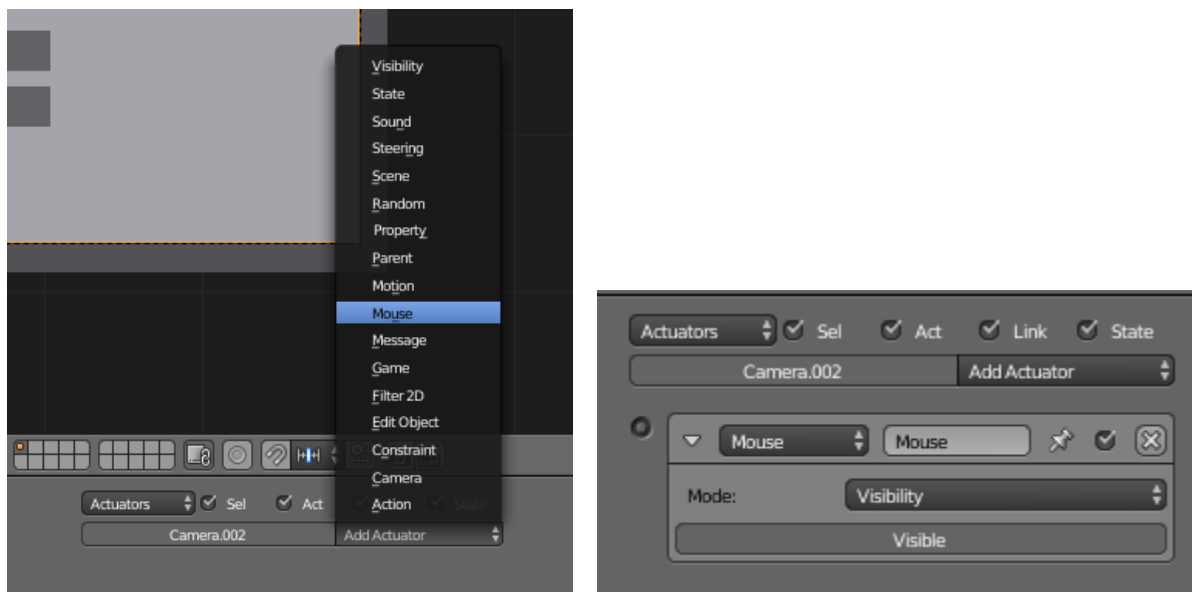 Visibility
State
Sound
Steering
Scene
Random
Property
Parent
Motion
Mouse
Message
Game
Filter 2D
Edit Object
Constraint
Camera
Action
Actuators Sel Act State
Camera.002 Add Actuator
Actuators Sel Act Link State
Camera.002 Add Actuator
Mouse Mouse
Mode: Visibility
Visible